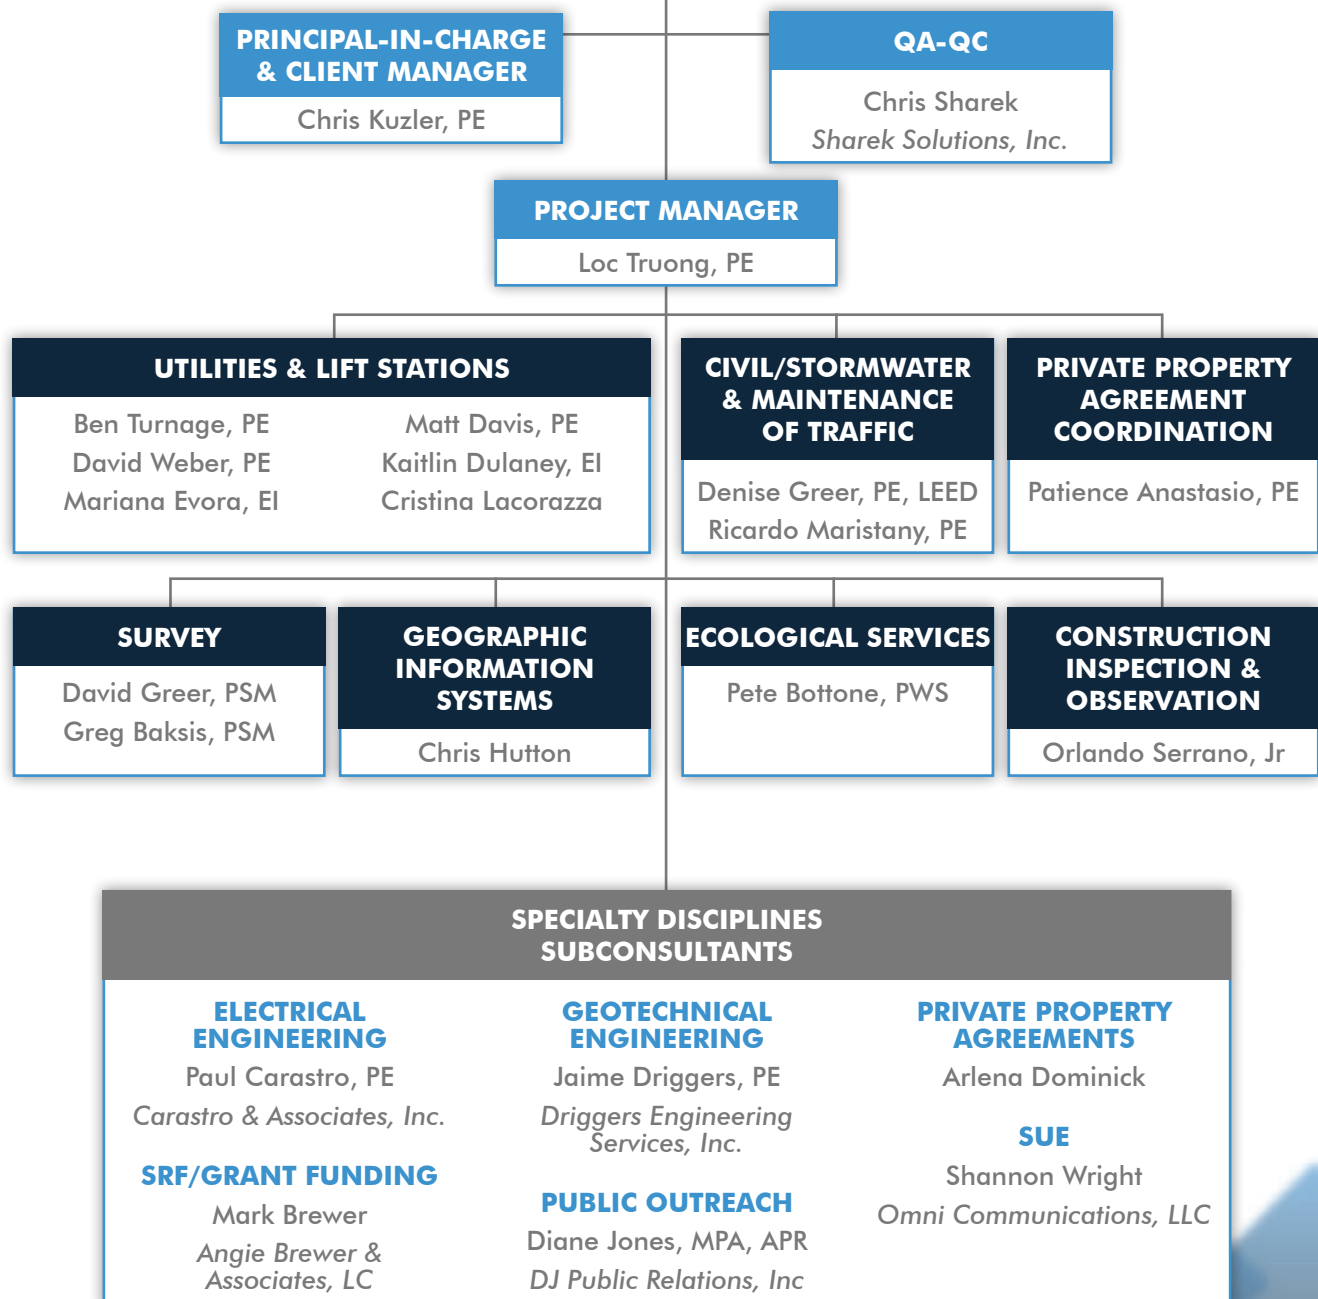 PRINCIPAL-IN-CHARGE
& CLIENT MANAGER
Chris Kuzler, PE
QA-QC
Chris Sharek
Sharek Solutions, Inc.
PROJECT MANAGER
Loc Truong, PE
UTILITIES & LIFT STATIONS
Ben Turnage, PE
David Weber, PE
Mariana Evora, EI
Matt Davis, PE
Kaitlin Dulaney, EI
Cristina Lacorazza
CIVIL/STORMWATER
& MAINTENANCE
OF TRAFFIC
Denise Greer, PE, LEED
Ricardo Maristany, PE
PRIVATE PROPERTY
AGREEMENT
COORDINATION
Patience Anastasio, PE
SURVEY
David Greer, PSM
Greg Baksis, PSM
GEOGRAPHIC
INFORMATION
SYSTEMS
Chris Hutton
ECOLOGICAL SERVICES
Pete Bottone, PWS
CONSTRUCTION
INSPECTION &
OBSERVATION
Orlando Serrano, Jr
SPECIALTY DISCIPLINES
SUBCONSULTANTS
ELECTRICAL
ENGINEERING
Paul Carastro, PE
Carastro & Associates, Inc.
SRF/GRANT FUNDING
Mark Brewer
Angie Brewer &
Associates, LC
GEOTECHNICAL
ENGINEERING
Jaime Driggers, PE
Driggers Engineering
Services, Inc.
PUBLIC OUTREACH
Diane Jones, MPA, APR
DJ Public Relations, Inc
PRIVATE PROPERTY
AGREEMENTS
Arlena Dominick
SUE
Shannon Wright
Omni Communications, LLC